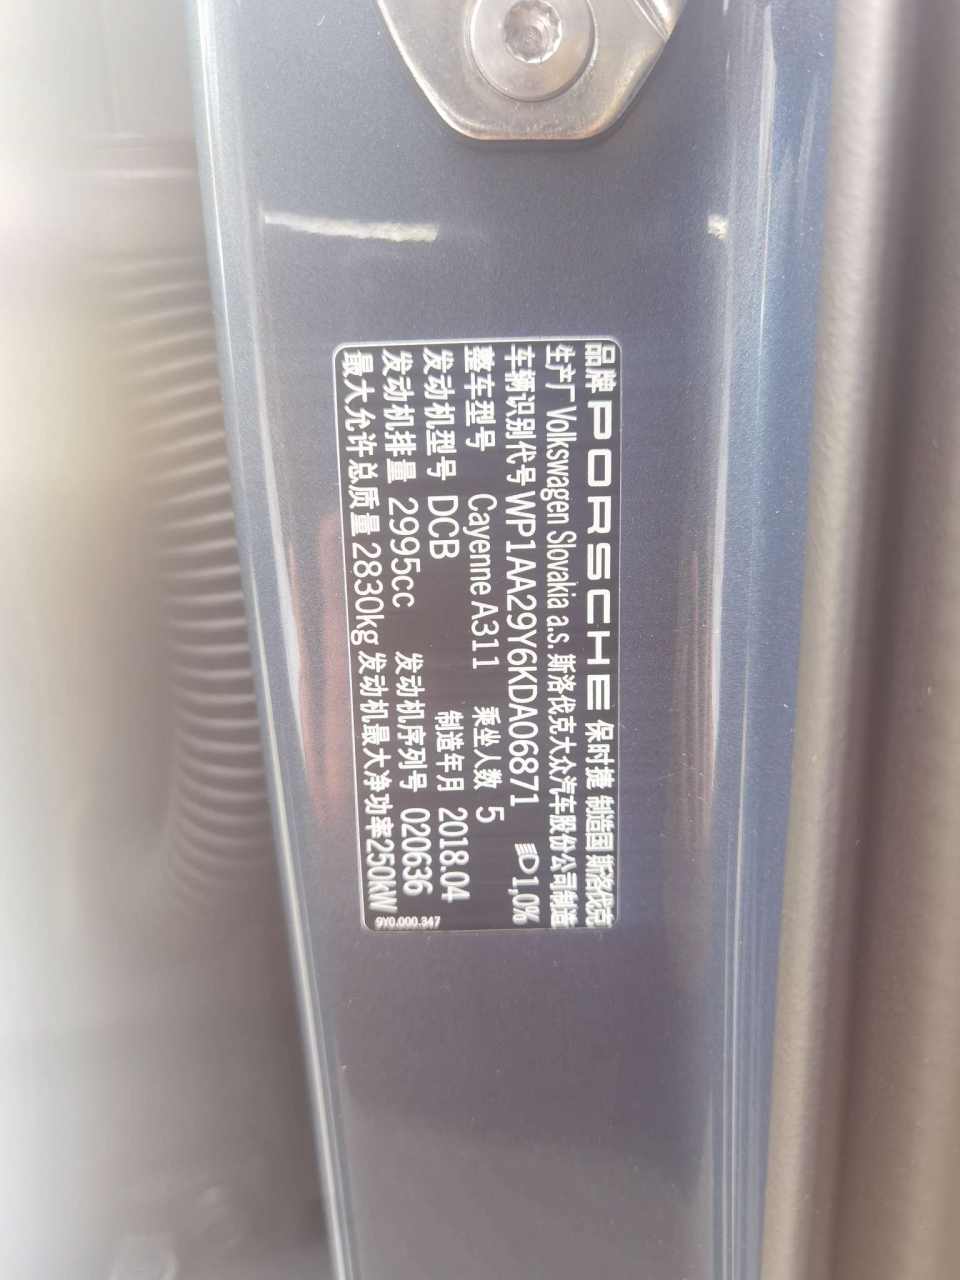 品牌 PORSCHE 保时捷 制造国 斯洛伐克
生产厂 Volkswagen Slovakia a.s. 斯洛伐克大众汽车股份公司制造
车辆识别代号 WP1AA29Y6KDA06871 1,0%
整车型号 Cayenne A311 乘坐人数 5
发动机型号 DCB 制造年月 2018.04
发动机排量 2995cc 发动机序列号 020636
最大允许总质量 2830kg 发动机最大净功率250kW
9Y0.000.347